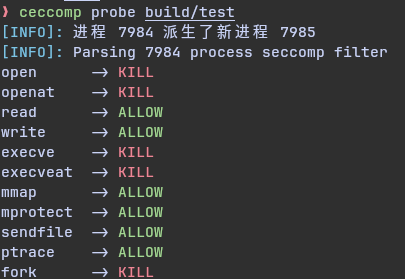 ❯ ceccomp probe build/test
[INFO]: 进程 7984 派生了新进程 7985
[INFO]: Parsing 7984 process seccomp filter
open      -> KILL
openat    -> KILL
read      -> ALLOW
write     -> ALLOW
execve    -> KILL
execveat  -> KILL
mmap      -> ALLOW
mprotect  -> ALLOW
sendfile  -> ALLOW
ptrace    -> ALLOW
fork      -> KILL